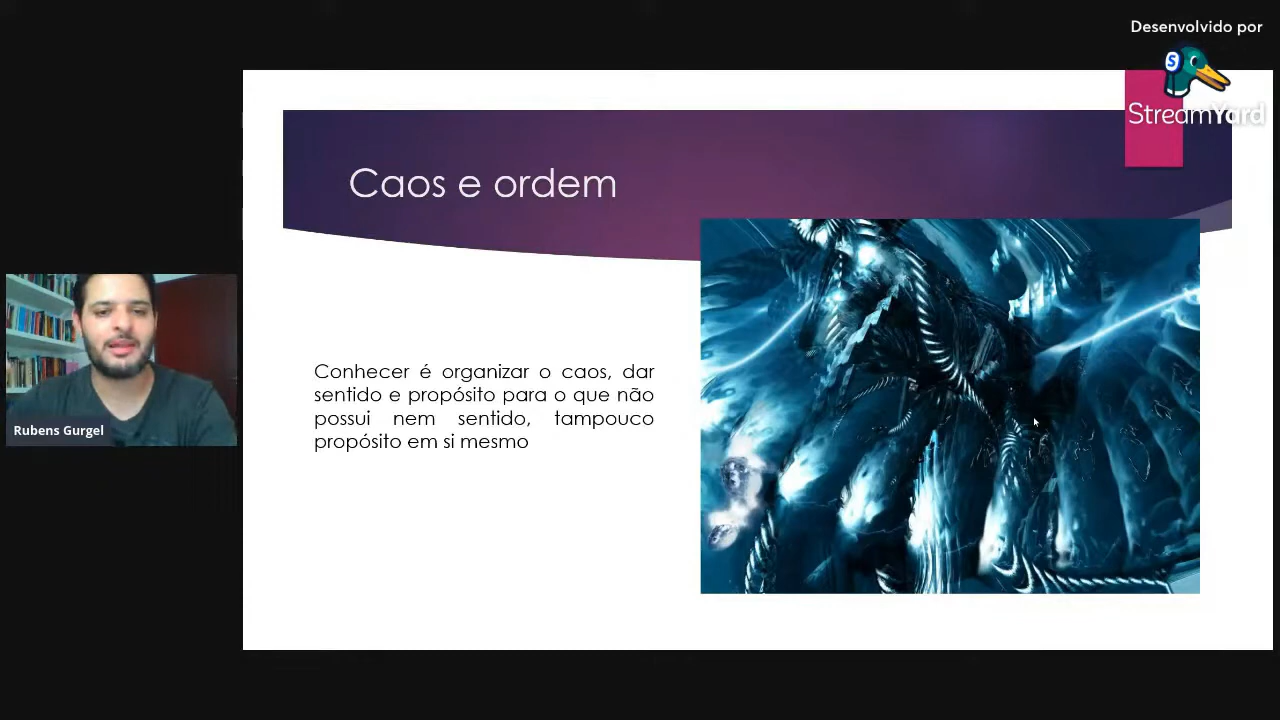 Desenvolvido por
S
StreamYard
Caos e ordem
Conhecer é organizar o caos, dar
sentido e propósito para o que não
possui nem sentido, tampouco
propósito em si mesmo
Rubens Gurgel